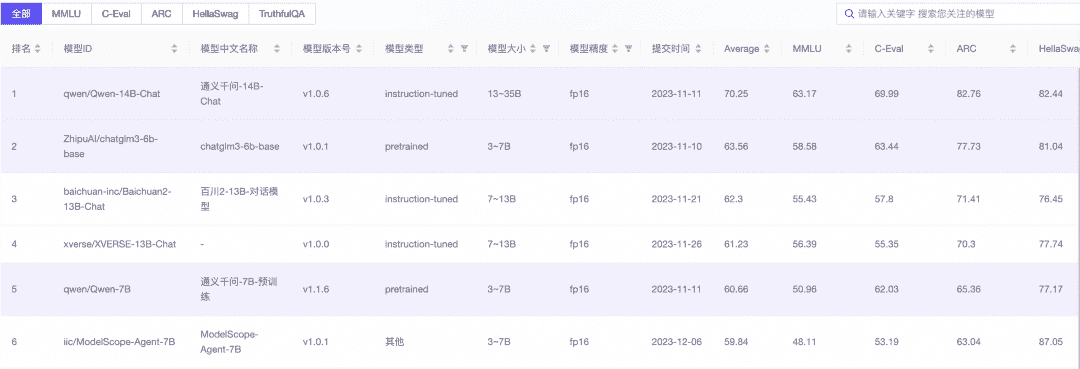 全部 MMLU C-Eval ARC HellaSwag TruthfulQA 请输入关键字 搜索您关注的模型
排名 模型ID 模型中文名称 模型版本号 模型类型 模型大小 模型精度 提交时间 Average MMLU C-Eval ARC HellaSwag
1 qwen/Qwen-14B-Chat 通义千问-14B-Chat v1.0.6 instruction-tuned 13~35B fp16 2023-11-11 70.25 63.17 69.99 82.76 82.44
2 ZhipuAI/chatglm3-6b-base chatglm3-6b-base v1.0.1 pretrained 3~7B fp16 2023-11-10 63.56 58.58 63.44 77.73 81.04
3 baichuan-inc/Baichuan2-13B-Chat 百川2-13B-对话模型 v1.0.3 instruction-tuned 7~13B fp16 2023-11-21 62.3 55.43 57.8 71.41 76.45
4 xverse/XVERSE-13B-Chat - v1.0.0 instruction-tuned 7~13B fp16 2023-11-26 61.23 56.39 55.35 70.3 77.74
5 qwen/Qwen-7B 通义千问-7B-预训练 v1.1.6 pretrained 3~7B fp16 2023-11-11 60.66 50.96 62.03 65.36 77.17
6 iic/ModelScope-Agent-7B ModelScope-Agent-7B v1.0.1 其他 3~7B fp16 2023-12-06 59.84 48.11 53.19 63.04 87.05